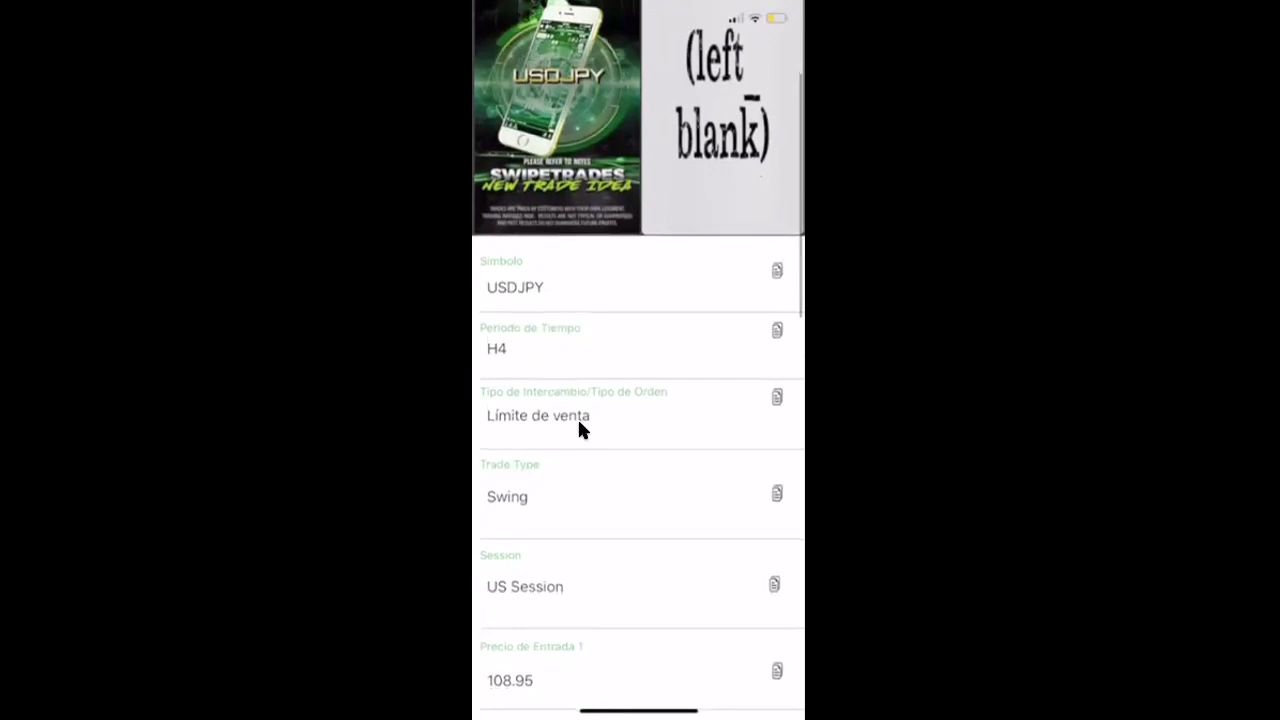 USDJPY
PLEASE REFER TO NOTES
SWIPETRADES
NEW TRADE IDEA
(left
blank)
Símbolo
USDJPY
Periodo de Tiempo
H4
Tipo de Intercambio/Tipo de Orden
Límite de venta
Trade Type
Swing
Session
US Session
Precio de Entrada 1
108.95